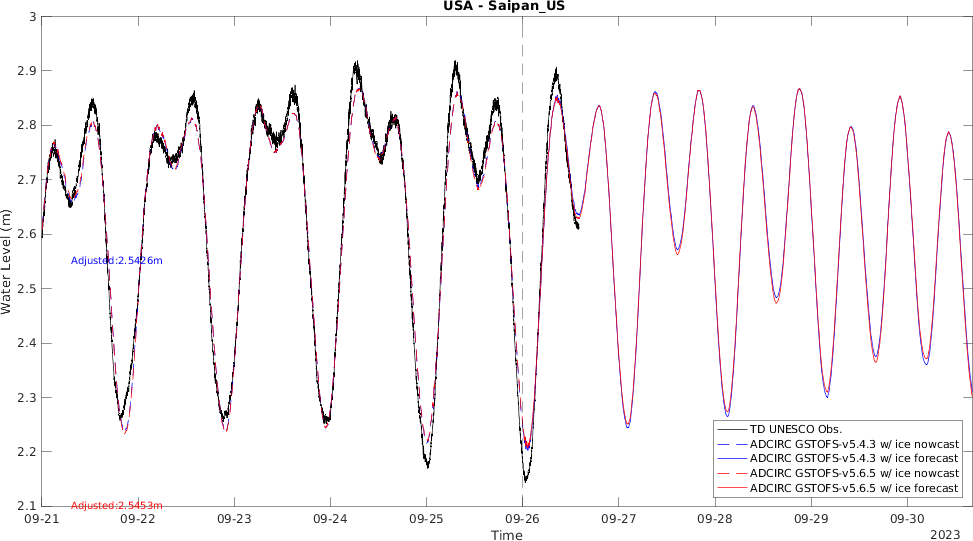 USA - Saipan_US
3
2.9
2.8
2.7
2.6
2.5
2.4
2.3
2.2
2.1
Water Level (m)
Adjusted:2.5426m
Adjusted:2.5453m
TD UNESCO Obs.
ADCIRC GSTOFS-v5.4.3 w/ ice nowcast
ADCIRC GSTOFS-v5.4.3 w/ ice forecast
ADCIRC GSTOFS-v5.6.5 w/ ice nowcast
ADCIRC GSTOFS-v5.6.5 w/ ice forecast
09-21 09-22 09-23 09-24 09-25 09-26 09-27 09-28 09-29 09-30
Time
2023